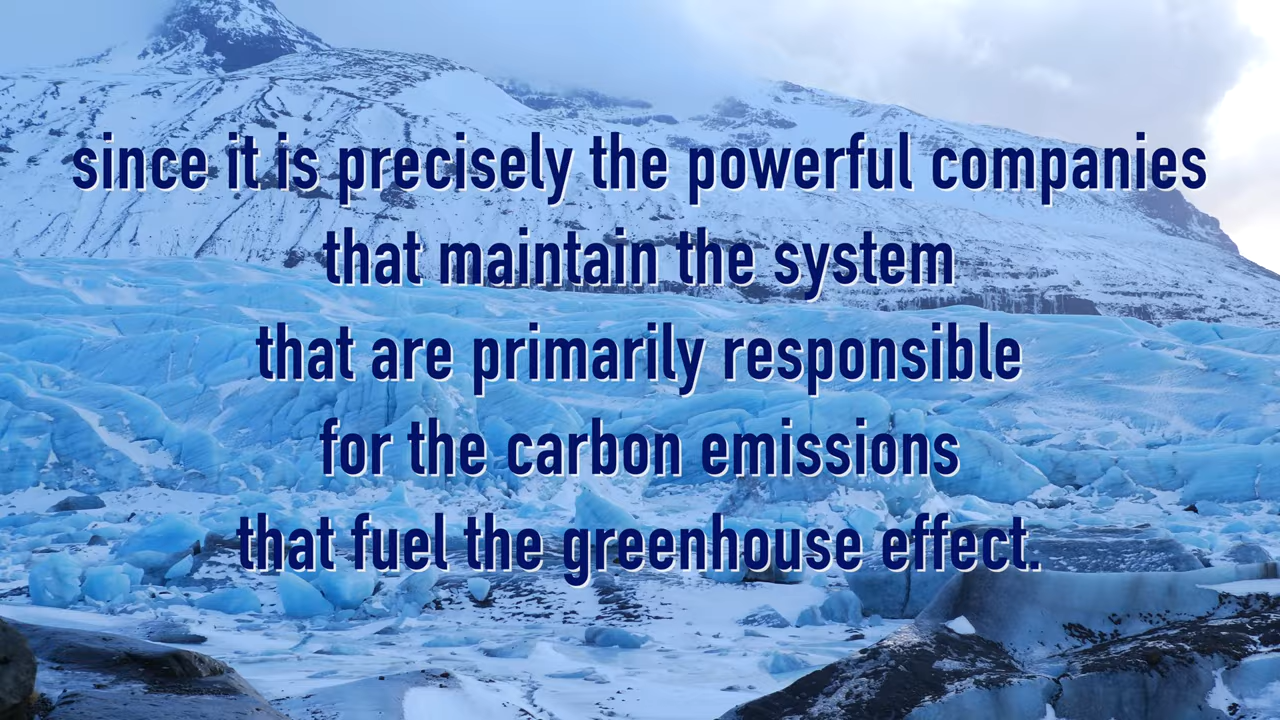 since it is precisely the powerful companies
that maintain the system
that are primarily responsible
for the carbon emissions
that fuel the greenhouse effect.